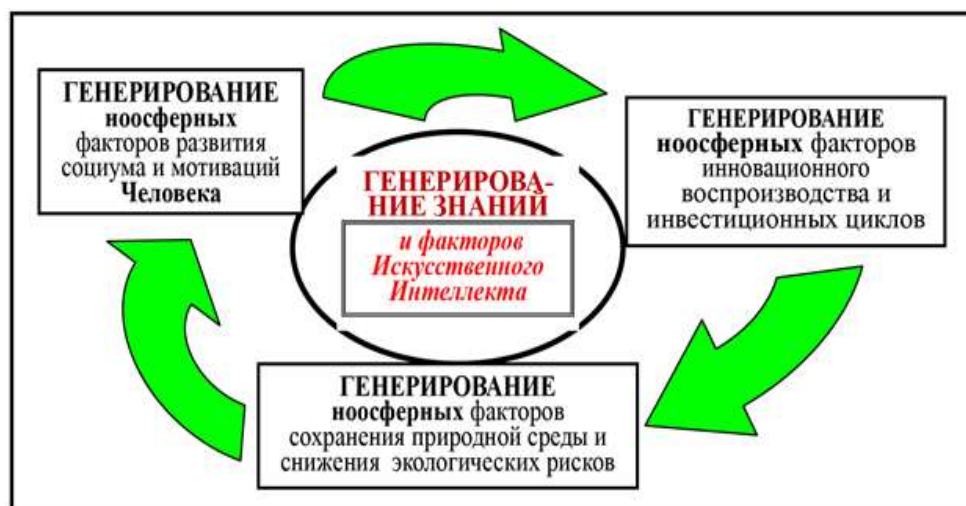 ГЕНЕРИРОВАНИЕ
ноосферных
факторов развития
социума и мотиваций
Человека
ГЕНЕРИРОВАНИЕ
ноосферных факторов
инновационного
воспроизводства и
инвестиционных циклов
ГЕНЕРИРОВА-
НИЕ ЗНАНИЙ
и факторов
Искусственного
Интеллекта
ГЕНЕРИРОВАНИЕ
ноосферных факторов
сохранения природной среды и
снижения экологических рисков